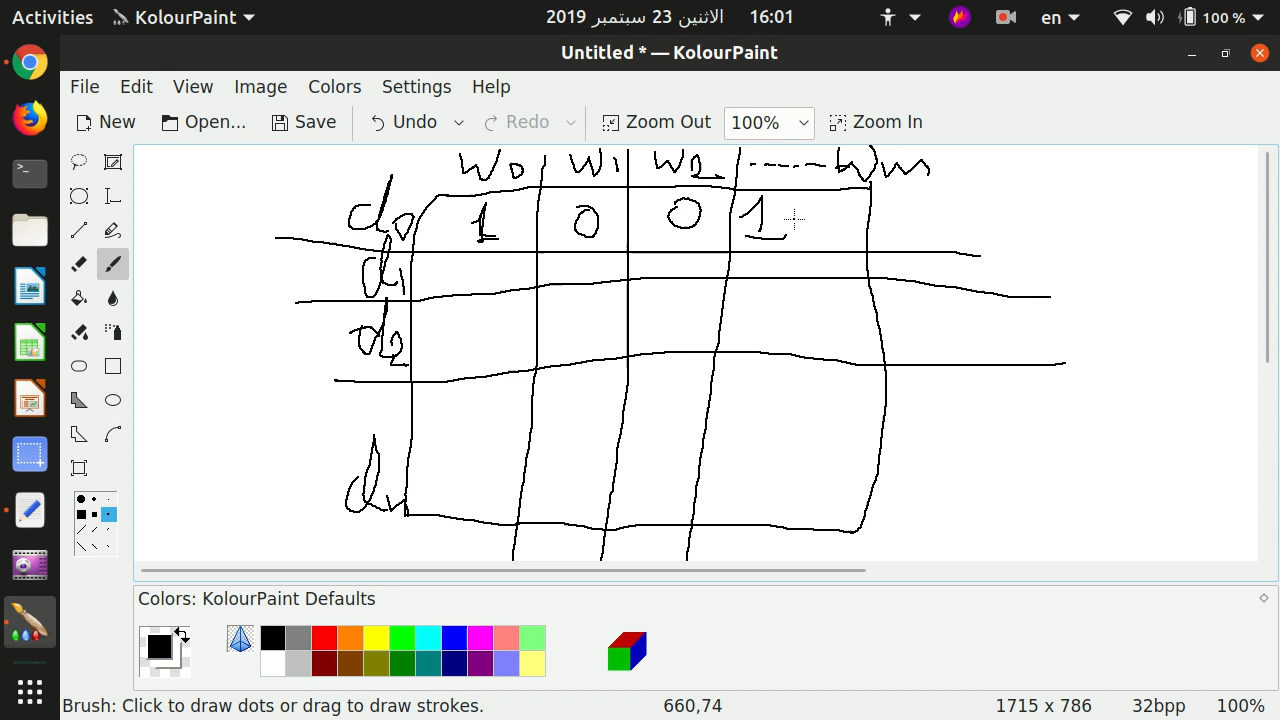 Activities KolourPaint الاثنين 23 سبتمبر 2019 16:01 en 100 %
Untitled * — KolourPaint
File Edit View Image Colors Settings Help
New Open... Save Undo Redo Zoom Out 100% Zoom In
W0 W1 W2 ------- Wm
d0 1 0 0 1
d1
d2
dn
Colors: KolourPaint Defaults
Brush: Click to draw dots or drag to draw strokes. 660,74 1715 x 786 32bpp 100%